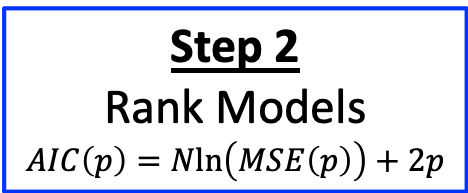 Step 2
Rank Models
AIC(p) = Nln(MSE(p)) + 2p